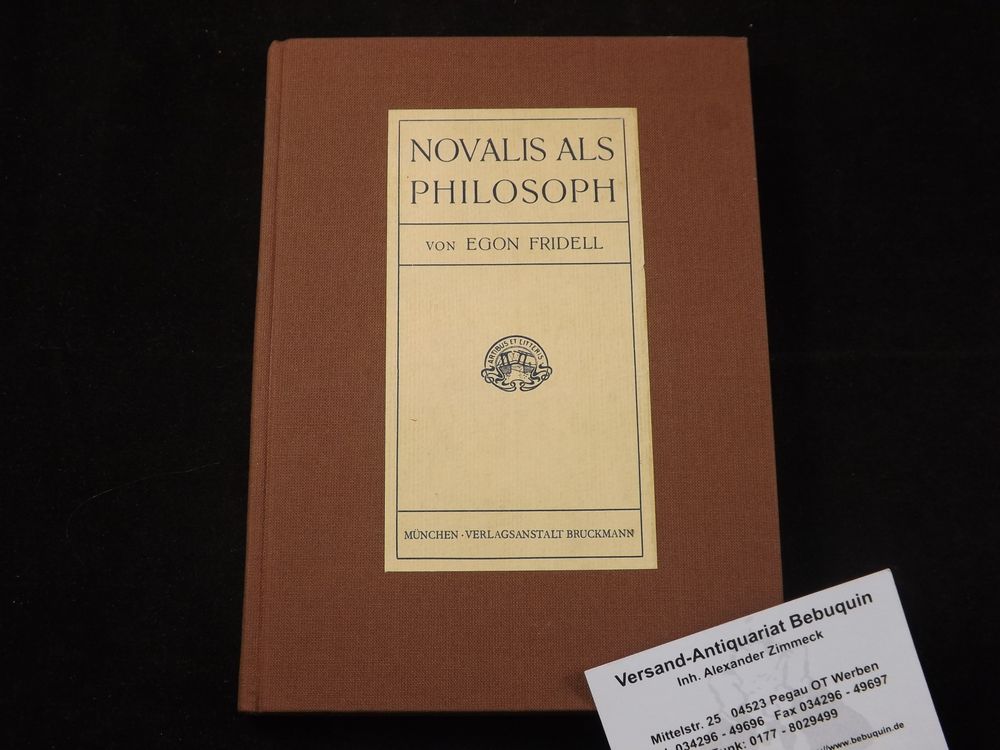 NOVALIS ALS
PHILOSOPH
VON EGON FRIDELL
ARTIBUS ET LITTERIS
MÜNCHEN · VERLAGSANSTALT BRUCKMANN
Versand-Antiquariat Bebuquin
Inh. Alexander Zimmeck
Mittelstr. 25 04523 Pegau OT Werben
034296 - 49696 Fax 034296 - 49697
0177 - 8029499
www.bebuquin.de